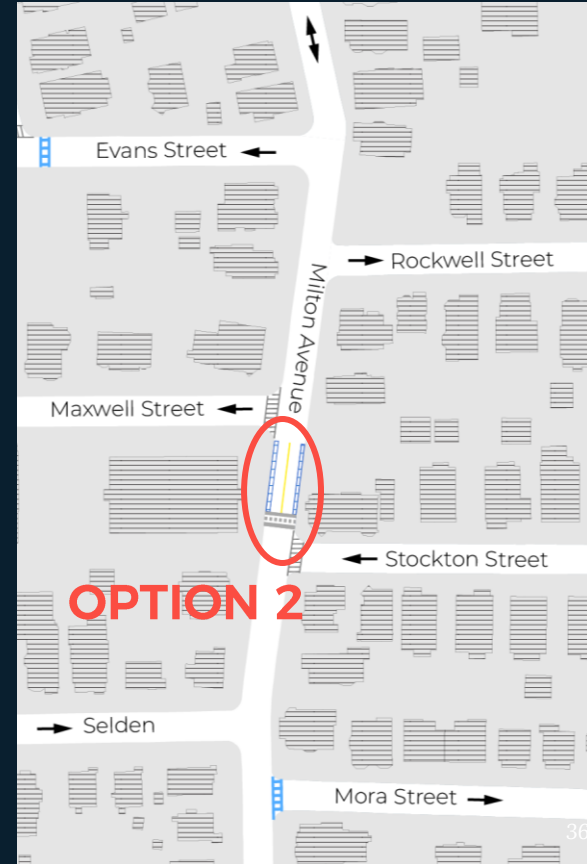 Evans Street
Rockwell Street
Milton Avenue
Maxwell Street
Stockton Street
OPTION 2
Selden
Mora Street
36